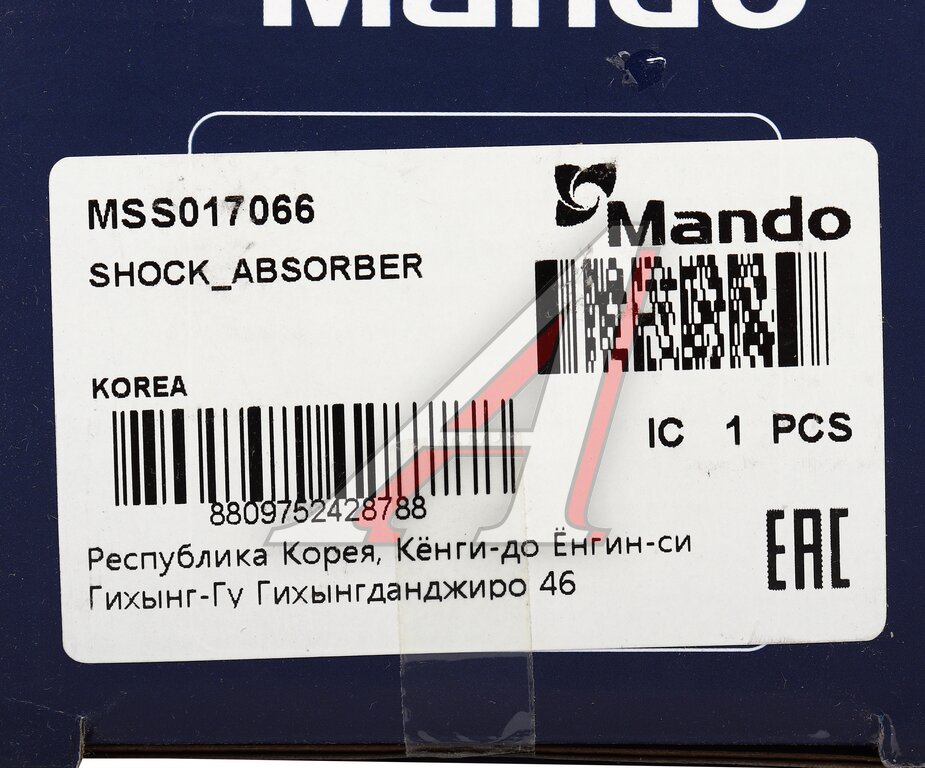 Mando
MSS017066
Mando
SHOCK_ABSORBER
KOREA
IC 1 PCS
8809752428788
Республика Корея, Кёнги-до Ёнгин-си
Гихынг-Гу Гихынгданджиро 46
EAC